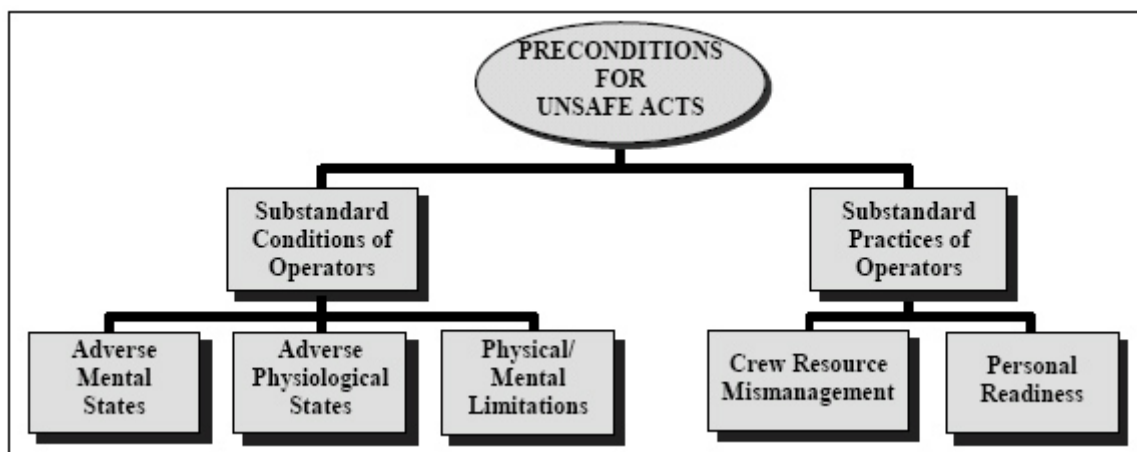 PRECONDITIONS
FOR
UNSAFE ACTS
Substandard
Conditions of
Operators
Substandard
Practices of
Operators
Adverse
Mental
States
Adverse
Physiological
States
Physical/
Mental
Limitations
Crew Resource
Mismanagement
Personal
Readiness